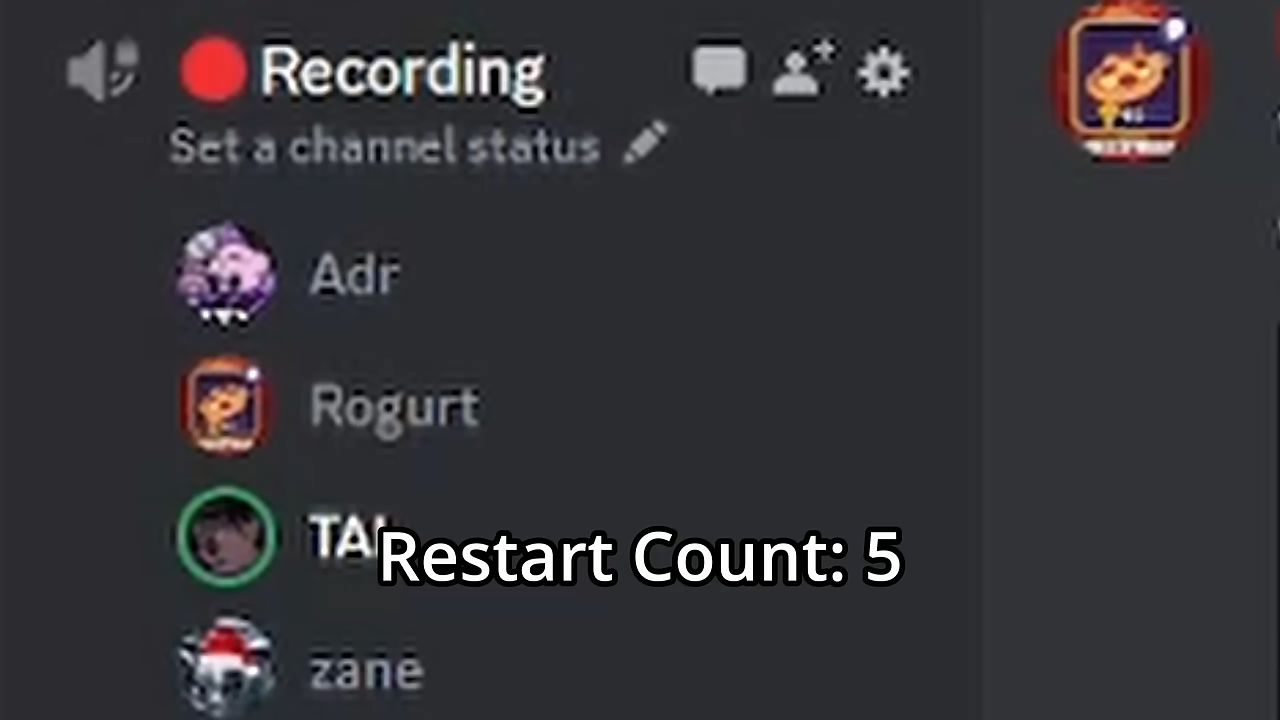 Recording
Set a channel status
Adr
Rogurt
Restart Count: 5
zane